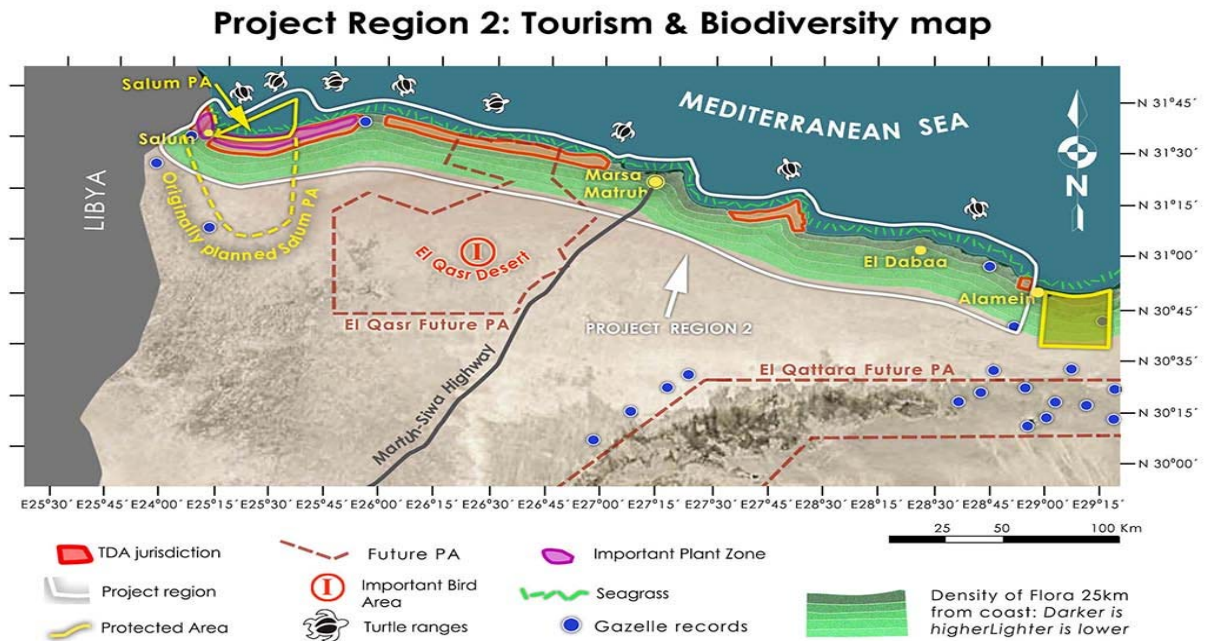 Project Region 2: Tourism & Biodiversity map
Salum PA
MEDITERRANEAN SEA
N 31°45´
Salum
N 31°30´
N
LIBYA
Originally planned Salum PA
Marsa
Matruh
N 31°15´
I
El Qasr Desert
El Dabaa
N 31°00´
Alamein
El Qasr Future PA
PROJECT REGION 2
N 30°45´
El Qattara Future PA
N 30°35´
Martuh-Siwa Highway
N 30°15´
N 30°00´
E25°30´ E24°00´ E25°15´ E25°30´ E25°45´ E26°00´ E26°15´ E26°30´ E26°45´ E27°00´ E27°15´ E27°30´ E27°45´ E28°00´ E28°15´ E28°30´ E28°45´ E29°00´ E29°15´
25 50 100 Km
TDA jurisdiction
Future PA
Important Plant Zone
Project region
I
Important Bird
Area
Seagrass
Protected Area
Turtle ranges
Gazelle records
Density of Flora 25km
from coast: Darker is
higherLighter is lower